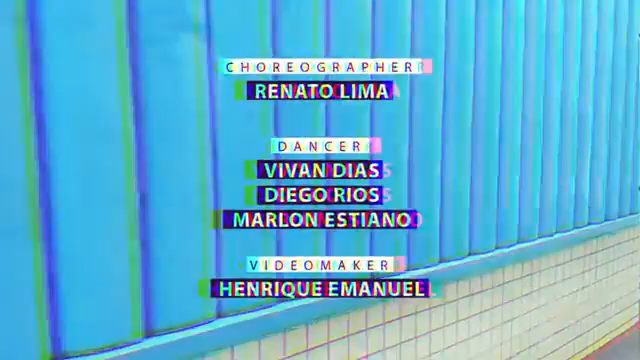 CHOREOGRAPHER
RENATO LIMA
DANCER
VIVAN DIAS
DIEGO RIOS
MARLON ESTIANO
VIDEOMAKER
HENRIQUE EMANUEL